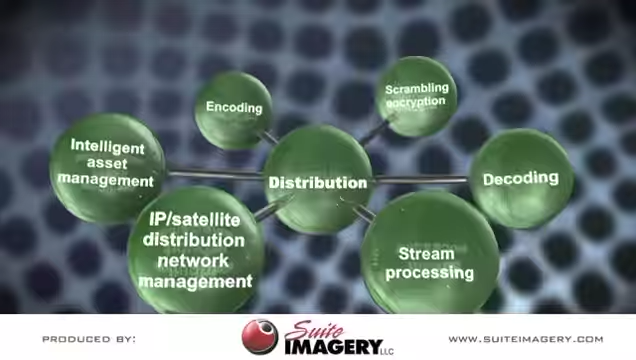 Encoding
Scrambling
encryption
Intelligent
asset
management
Distribution
Decoding
IP/satellite
distribution
network
management
Stream
processing
PRODUCED BY:
Suite
IMAGERY LLC
WWW.SUITEIMAGERY.COM